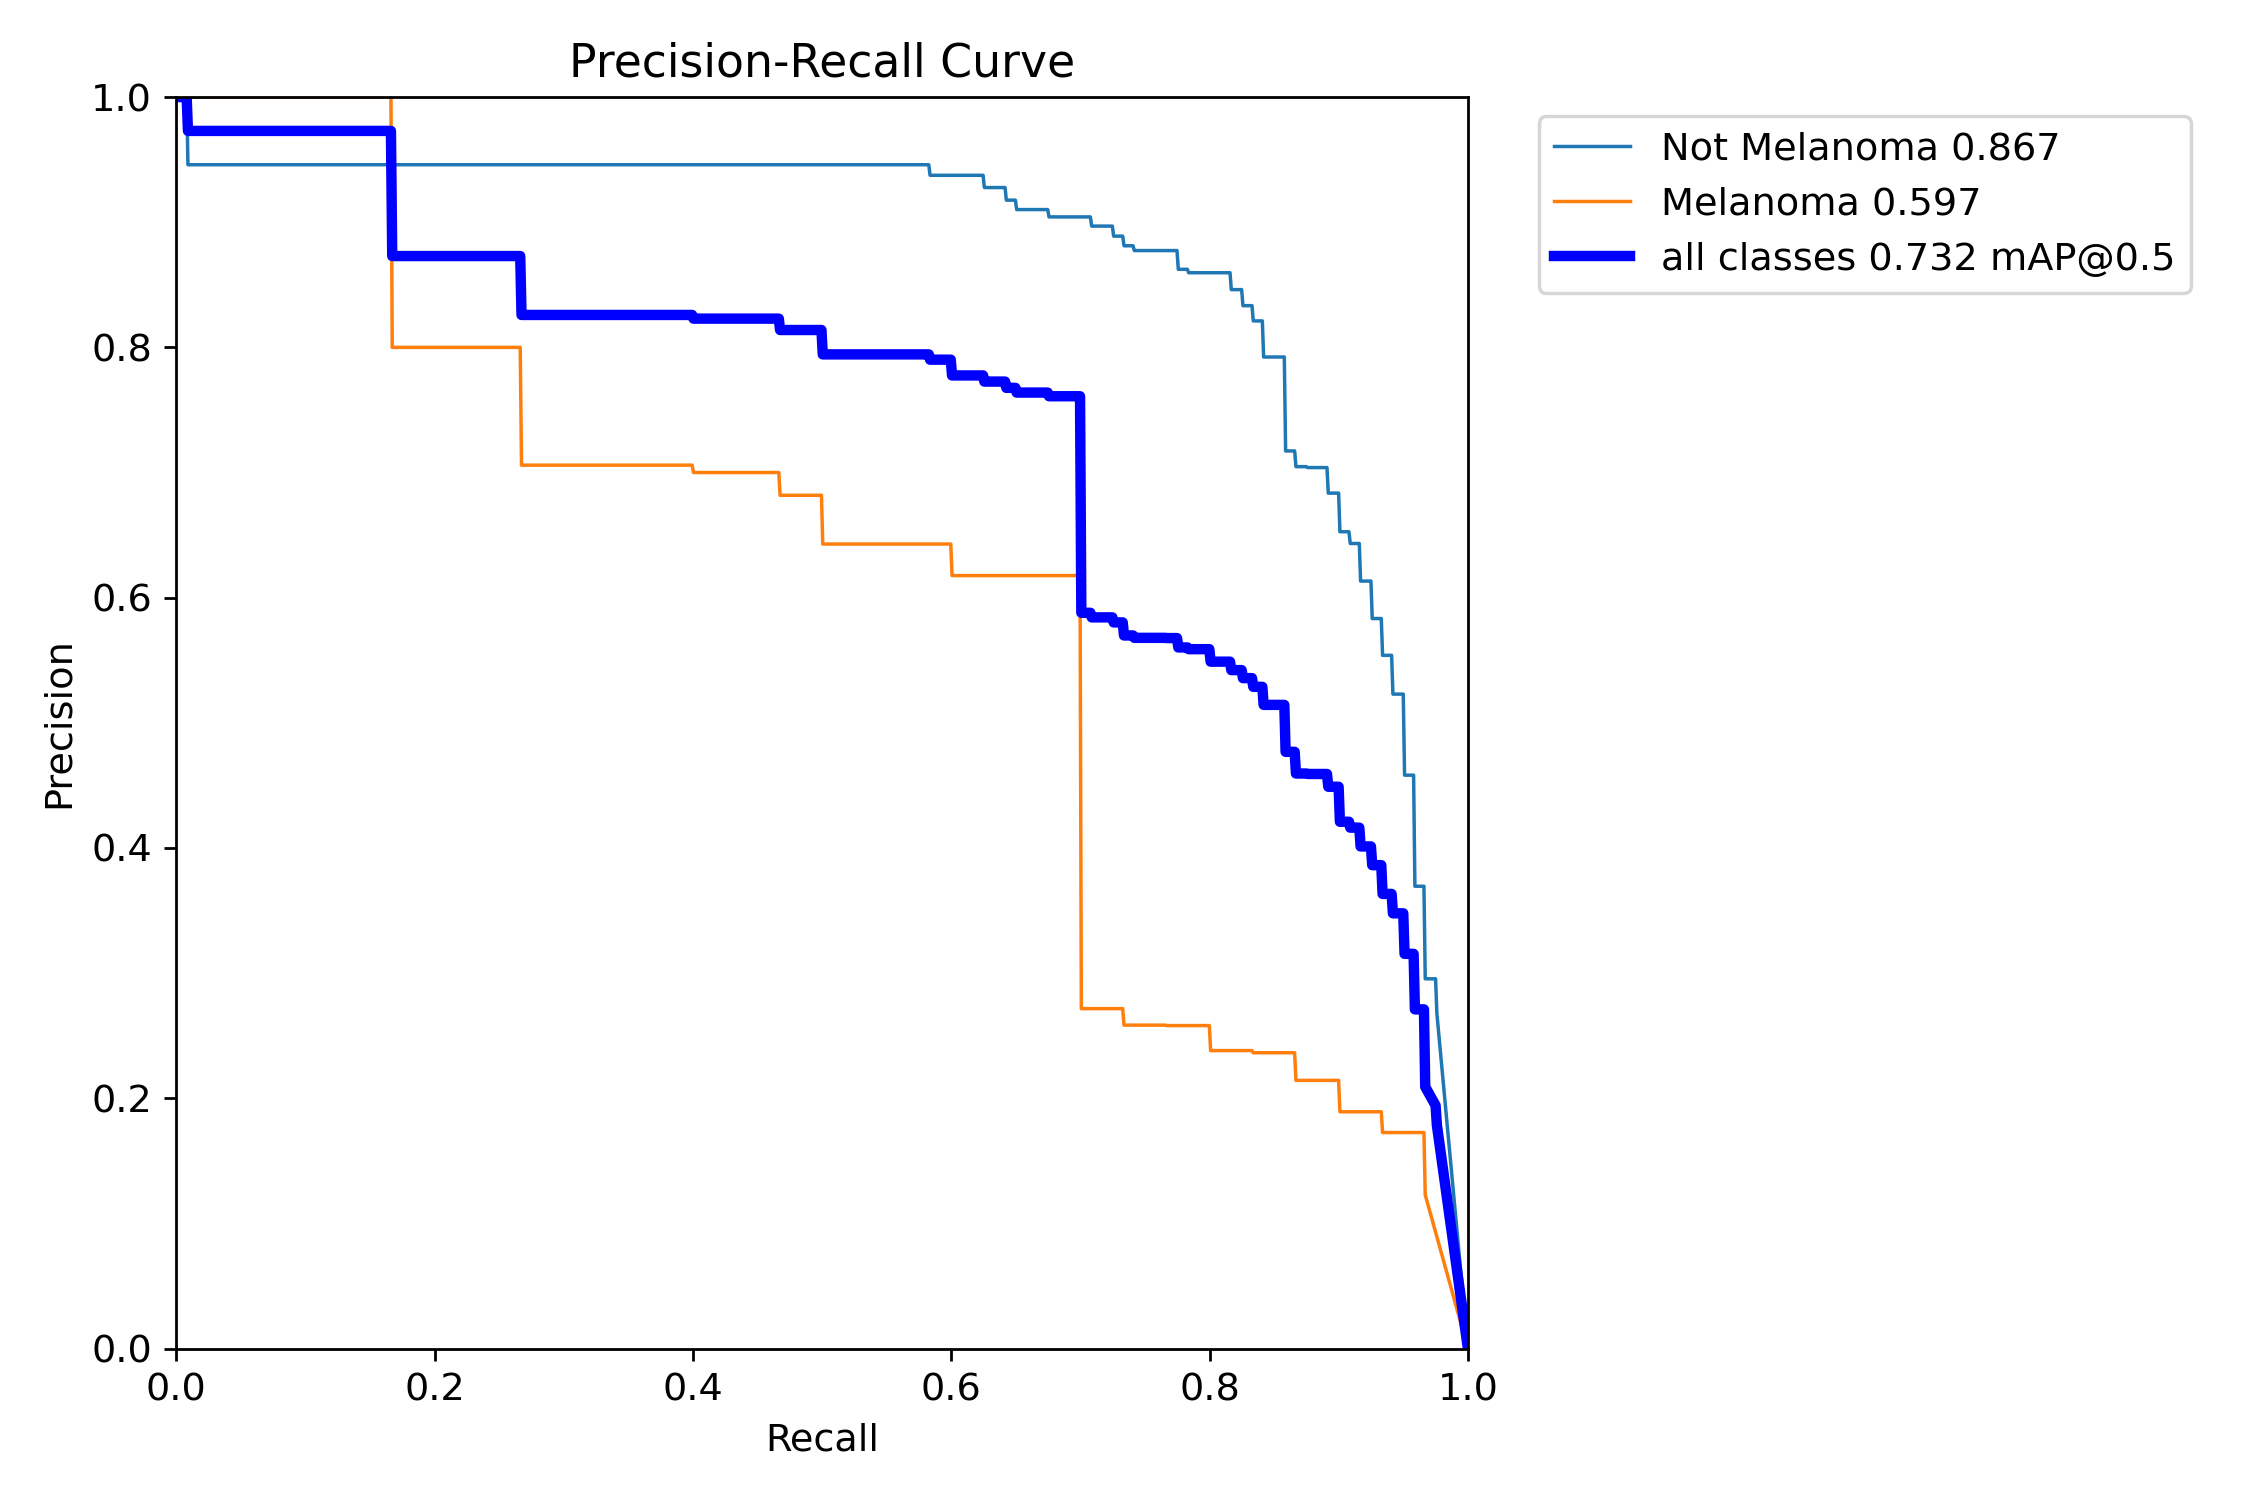 Precision-Recall Curve
1.0
0.8
0.6
0.4
0.2
0.0
Precision
0.0 0.2 0.4 0.6 0.8 1.0
Recall
Not Melanoma 0.867
Melanoma 0.597
all classes 0.732 mAP@0.5